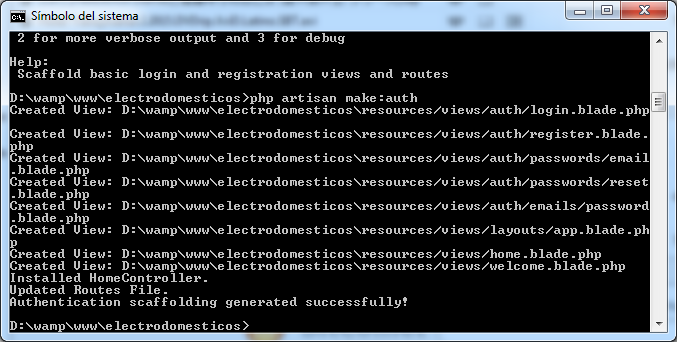 Símbolo del sistema
 2 for more verbose output and 3 for debug
Help:
 Scaffold basic login and registration views and routes
D:\wamp\www\electrodomesticos>php artisan make:auth
Created View: D:\wamp\www\electrodomesticos\resources/views/auth/login.blade.php
Created View: D:\wamp\www\electrodomesticos\resources/views/auth/register.blade.
php
Created View: D:\wamp\www\electrodomesticos\resources/views/auth/passwords/email
.blade.php
Created View: D:\wamp\www\electrodomesticos\resources/views/auth/passwords/reset
.blade.php
Created View: D:\wamp\www\electrodomesticos\resources/views/auth/emails/password
.blade.php
Created View: D:\wamp\www\electrodomesticos\resources/views/layouts/app.blade.ph
p
Created View: D:\wamp\www\electrodomesticos\resources/views/home.blade.php
Created View: D:\wamp\www\electrodomesticos\resources/views/welcome.blade.php
Installed HomeController.
Updated Routes File.
Authentication scaffolding generated successfully!
D:\wamp\www\electrodomesticos>